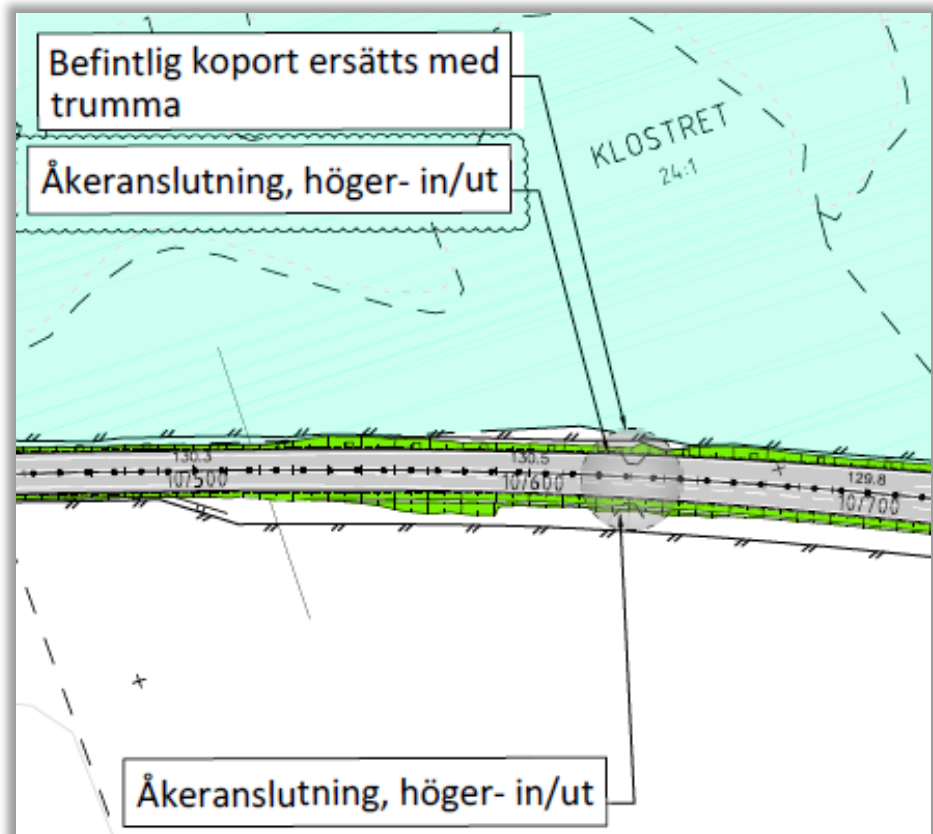 Befintlig koport ersätts med
trumma
Åkeranslutning, höger- in/ut
KLOSTRET
24:1
130.3
10/500
130.5
10/600
129.8
10/700
Åkeranslutning, höger- in/ut